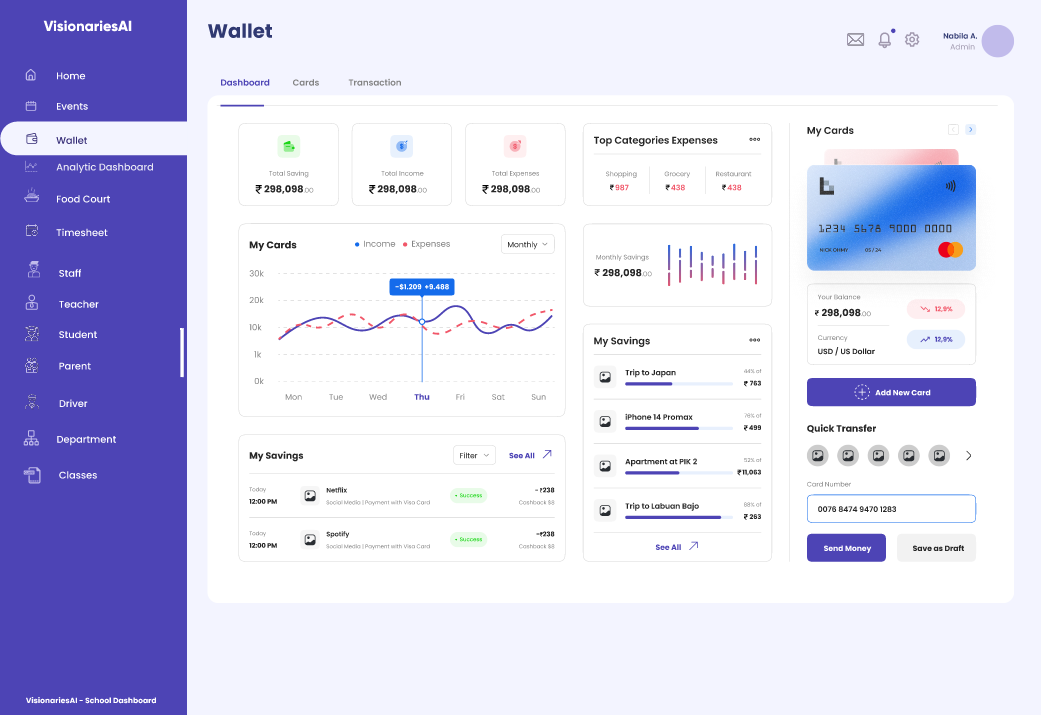 VisionariesAI
Home
Events
Wallet
Analytic Dashboard
Food Court
Timesheet
Staff
Teacher
Student
Parent
Driver
Department
Classes
VisionariesAI - School Dashboard
Wallet
Nabila A.
Admin
Dashboard Cards Transaction
Total Saving
₹ 298,098.00
Total Income
₹ 298,098.00
Total Expenses
₹ 298,098.00
My Cards
Income Expenses
Monthly
30k
20k
10k
1k
0k
-$1.209 +9.488
Mon Tue Wed Thu Fri Sat Sun
My Savings
Filter
See All
Today
12:00 PM
Netflix
Social Media | Payment with Visa Card
+ Success
- ₹238
Cashback $8
Today
12:00 PM
Spotify
Social Media | Payment with Visa Card
+ Success
-₹238
Cashback $8
Top Categories Expenses
Shopping Grocery Restaurant
₹ 987 ₹ 438 ₹ 438
Monthly Savings
₹ 298,098.00
My Savings
Trip to Japan
44% of
₹ 763
iPhone 14 Promax
76% of
₹ 499
Apartment at PIK 2
52% of
₹11,063
Trip to Labuan Bajo
88% of
₹ 263
See All
My Cards
1234 5678 9000 0000
NICK OHMY 05 / 24
Your Balance
₹ 298,098.00
12,9%
Currency
USD / US Dollar
12,9%
Add New Card
Quick Transfer
Card Number
0076 8474 9470 1283
Send Money
Save as Draft